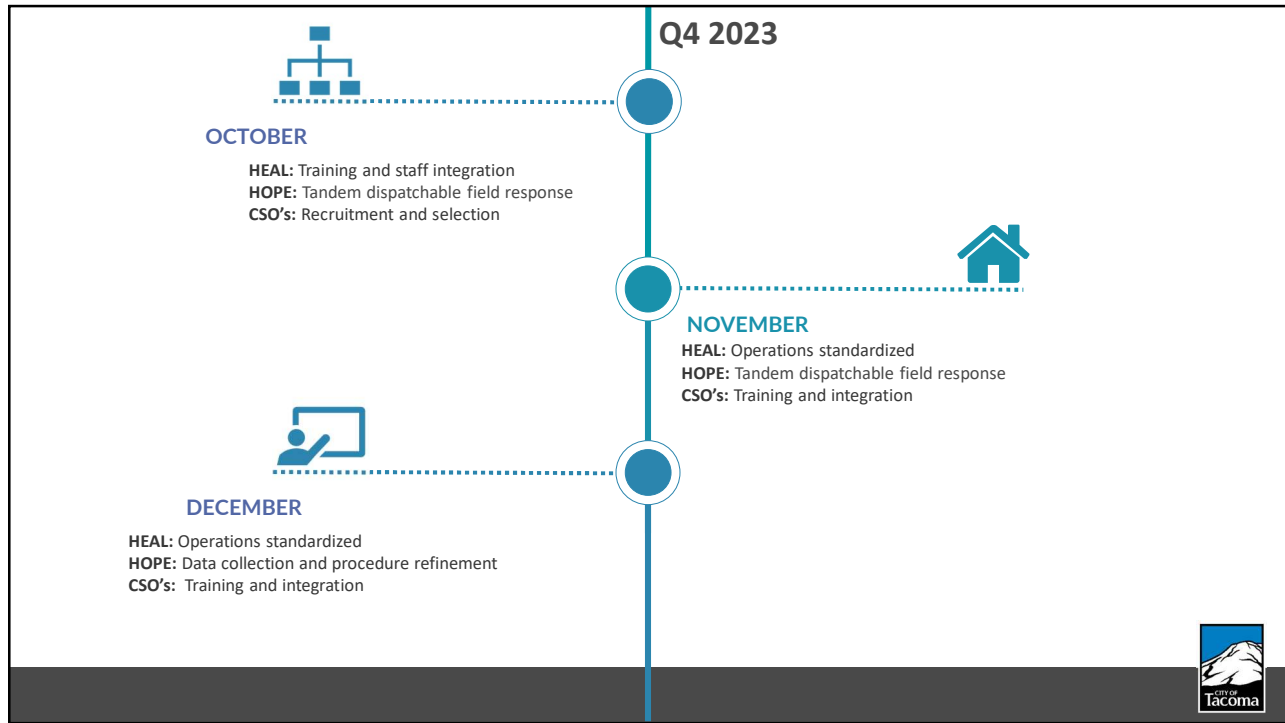 Q4 2023
OCTOBER
HEAL: Training and staff integration
HOPE: Tandem dispatchable field response
CSO’s: Recruitment and selection
NOVEMBER
HEAL: Operations standardized
HOPE: Tandem dispatchable field response
CSO’s: Training and integration
DECEMBER
HEAL: Operations standardized
HOPE: Data collection and procedure refinement
CSO’s: Training and integration
CITY OF
Tacoma